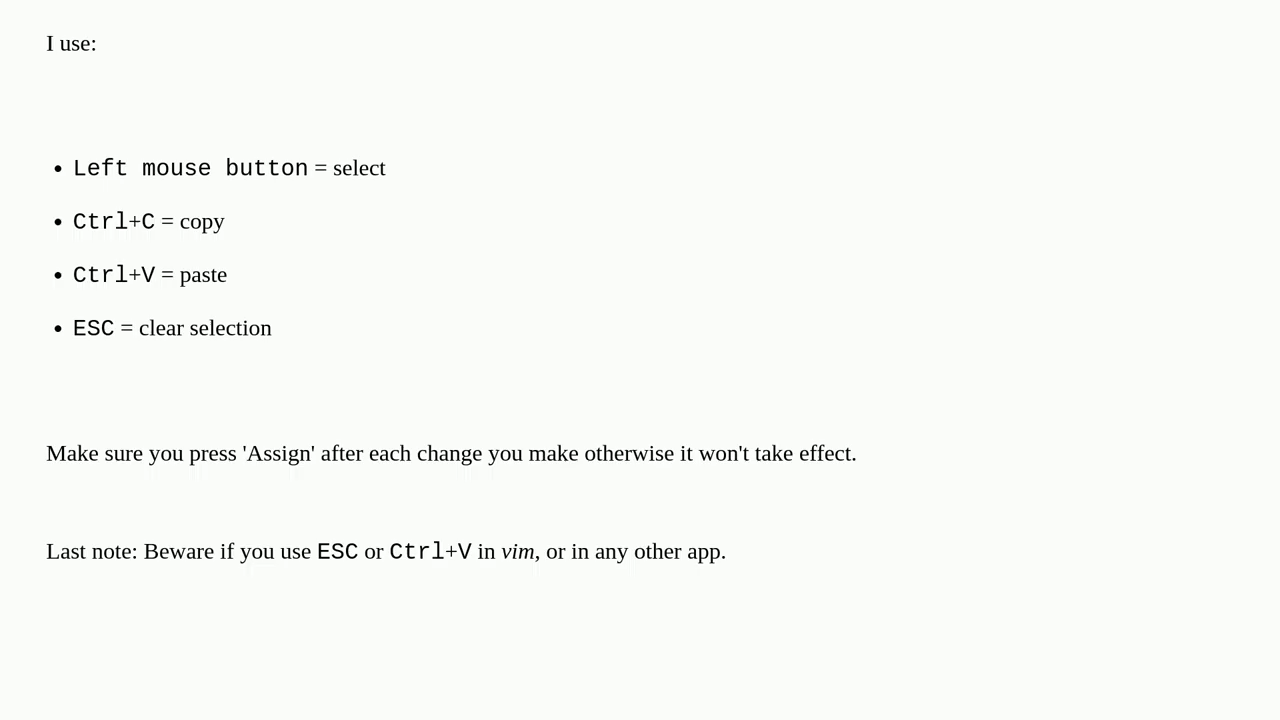 I use:
• Left mouse button = select
• Ctrl+C = copy
• Ctrl+V = paste
• ESC = clear selection
Make sure you press 'Assign' after each change you make otherwise it won't take effect.
Last note: Beware if you use ESC or Ctrl+V in vim, or in any other app.